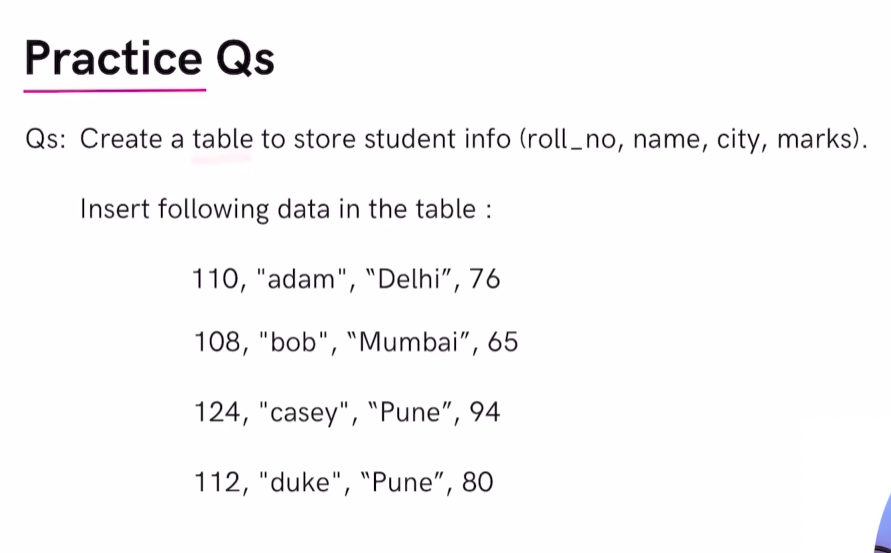 Practice Qs
Qs: Create a table to store student info (roll_no, name, city, marks).
Insert following data in the table :
110, "adam", “Delhi”, 76
108, "bob", “Mumbai”, 65
124, "casey", “Pune”, 94
112, "duke", “Pune”, 80